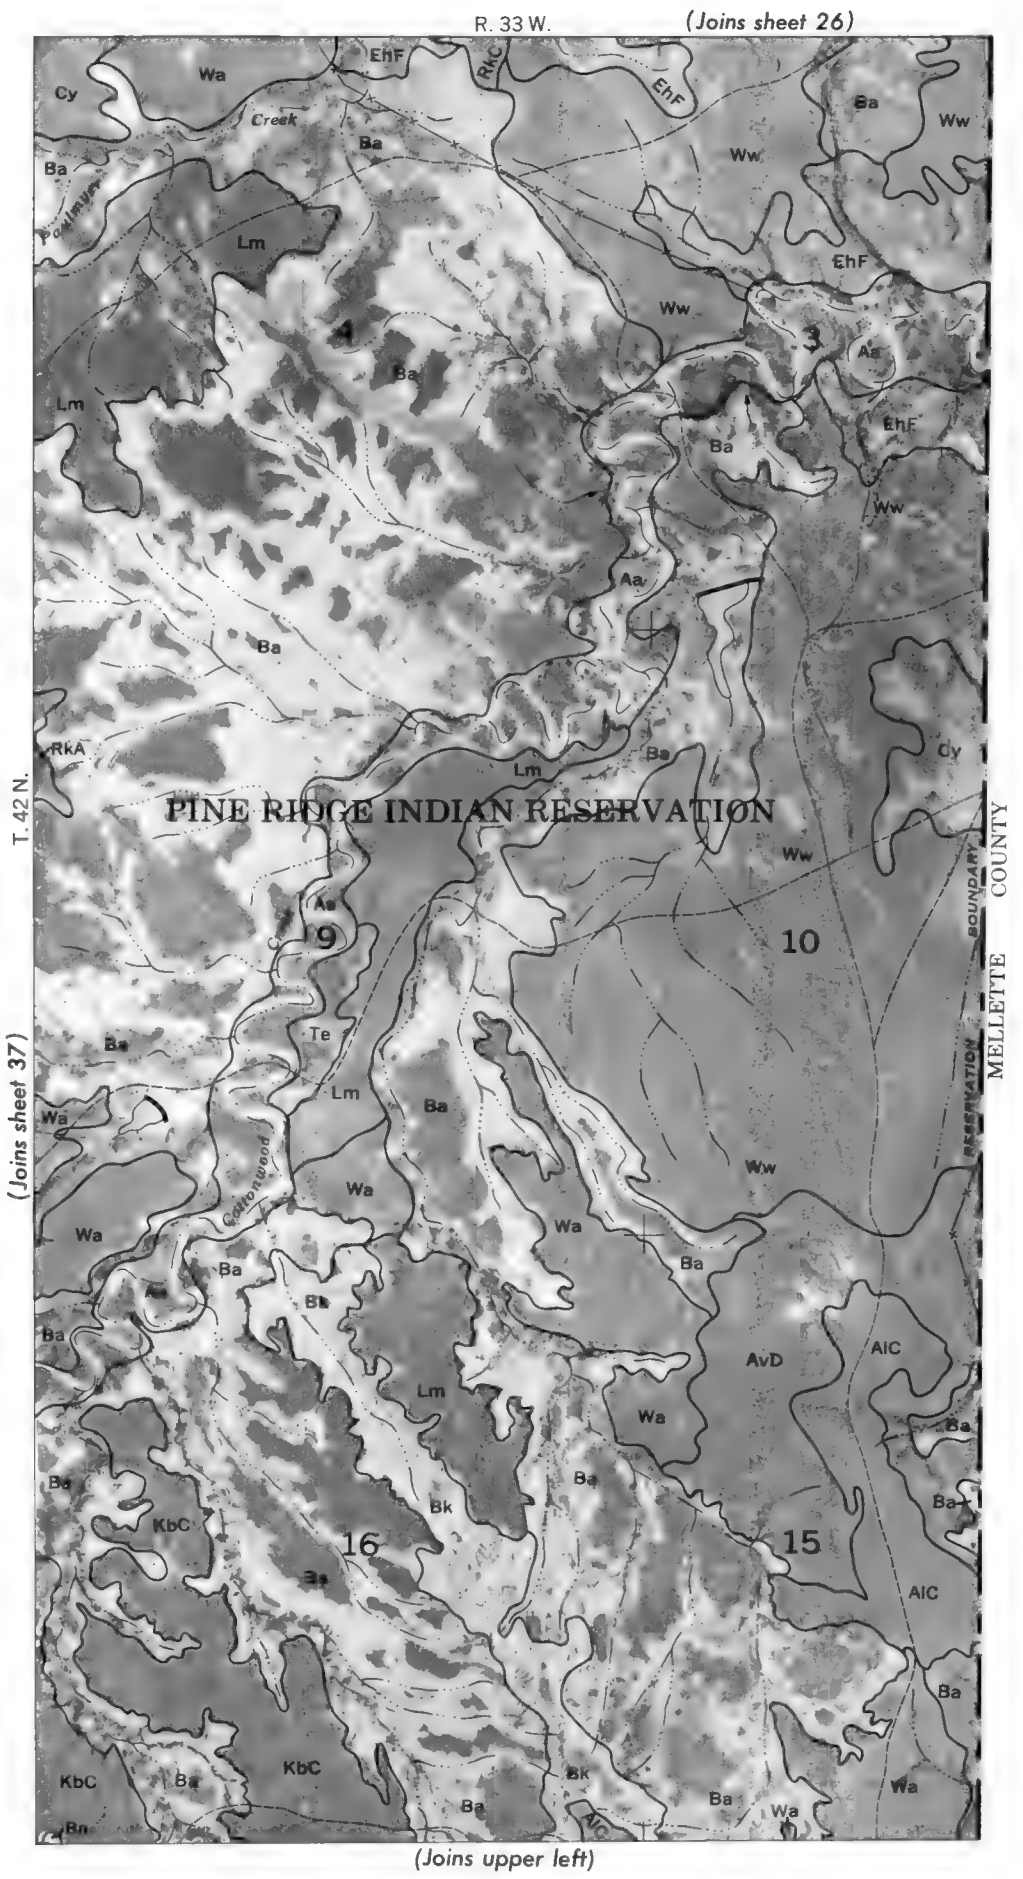 R. 33 W. (Joins sheet 26)
EhF
RkC
Wa
Cy
EhF
Ba
Ww
Creek
Ba
Ww
Ba
Lm
EhF
Ww
4
3
Aa
Ba
Lm
EhF
Ba
Ww
Aa
Ba
RkA
Ba
Cy
Lm
T. 42 N.
PINE RIDGE INDIAN RESERVATION
Ww
MELLETTE COUNTY
RESERVATION BOUNDARY
Aa
9
10
Te
Ba
(Joins sheet 37)
Lm
Ba
Wa
Cottonwood
Ww
Wa
Wa
Wa
Ba
Ba
Aa
Bk
Ba
AvD
AlC
Lm
Wa
Ba
Ba
Ba
Bk
Ba
KbC
16
15
Ba
AlC
Ba
KbC
Ba
KbC
Bk
Wa
Ba
Ba
Wa
AlC
Ba
(Joins upper left)